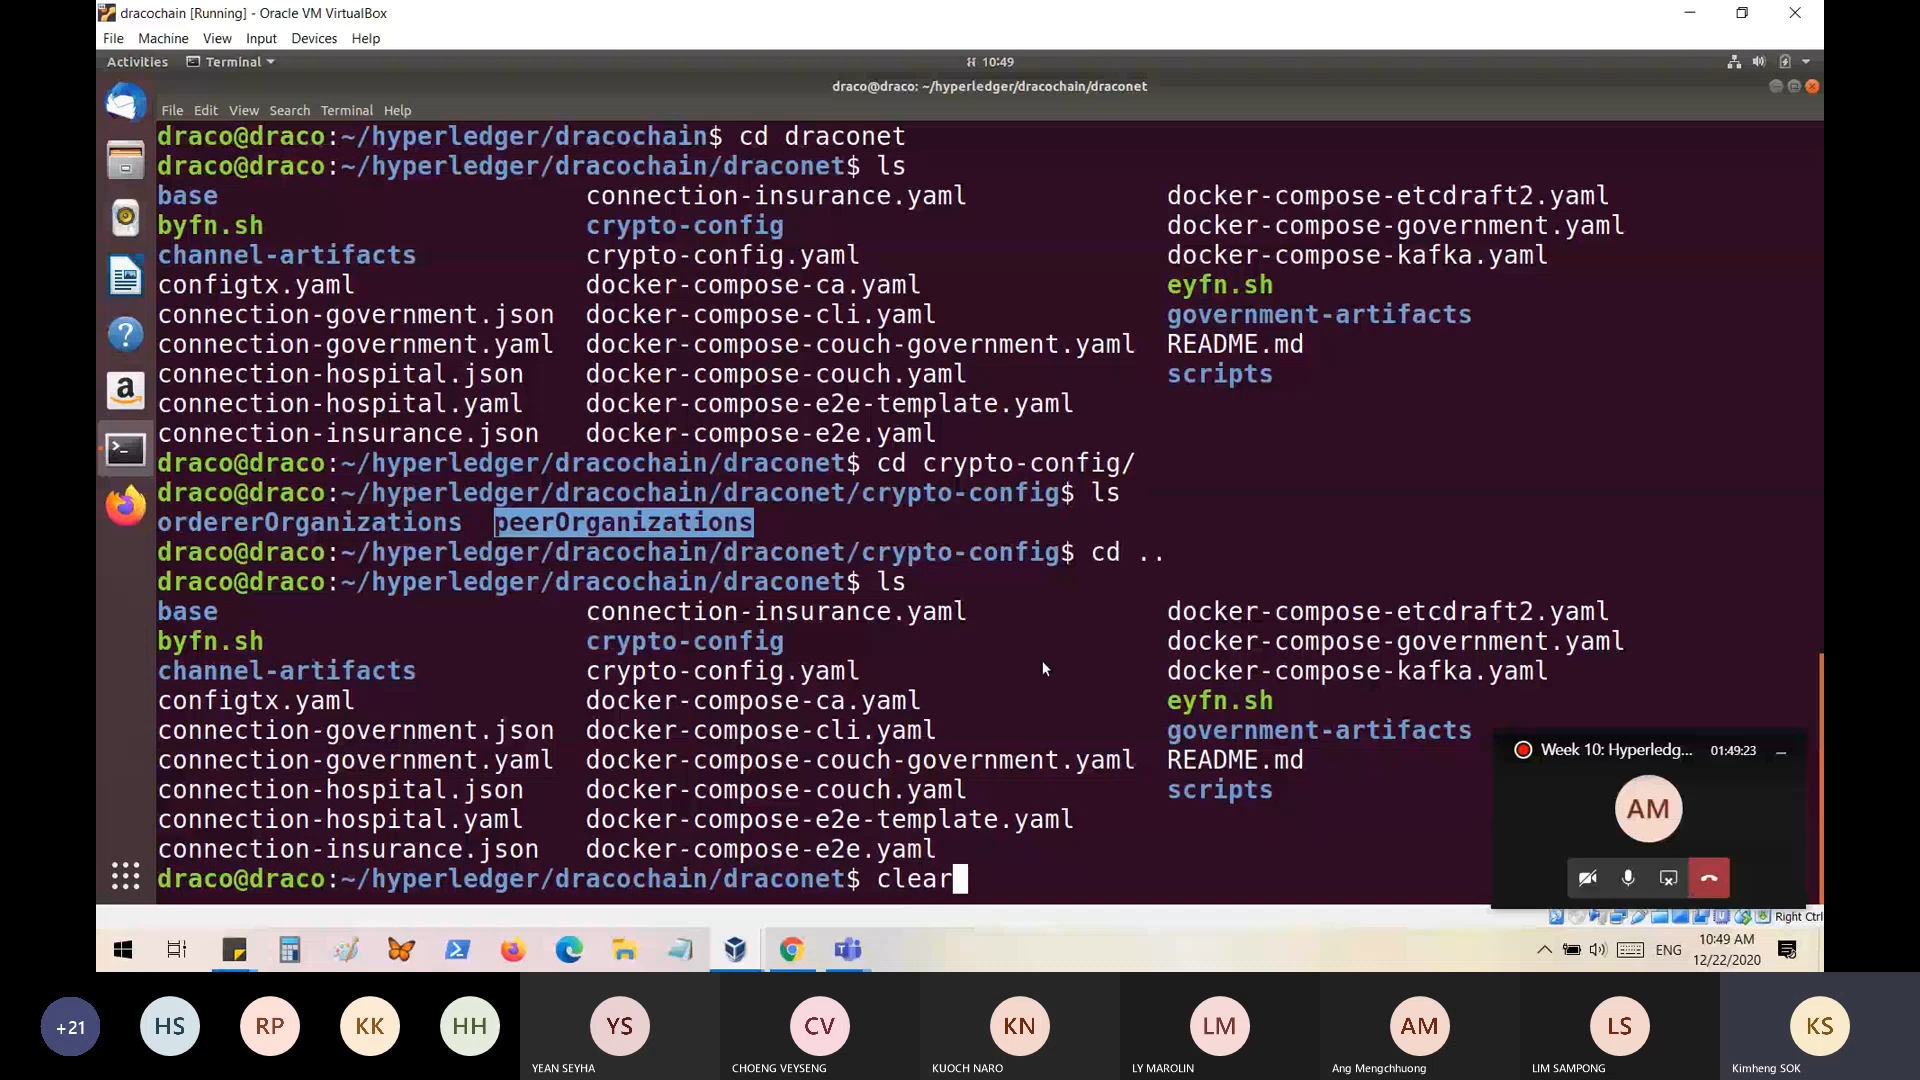 dracochain [Running] - Oracle VM VirtualBox
File Machine View Input Devices Help
Activities Terminal 10:49
draco@draco: ~/hyperledger/dracochain/draconet
File Edit View Search Terminal Help
draco@draco:~/hyperledger/dracochain$ cd draconet
draco@draco:~/hyperledger/dracochain/draconet$ ls
base connection-insurance.yaml docker-compose-etcdraft2.yaml
byfn.sh crypto-config docker-compose-government.yaml
channel-artifacts crypto-config.yaml docker-compose-kafka.yaml
configtx.yaml docker-compose-ca.yaml eyfn.sh
connection-government.json docker-compose-cli.yaml government-artifacts
connection-government.yaml docker-compose-couch-government.yaml README.md
connection-hospital.json docker-compose-couch.yaml scripts
connection-hospital.yaml docker-compose-e2e-template.yaml
connection-insurance.json docker-compose-e2e.yaml
draco@draco:~/hyperledger/dracochain/draconet$ cd crypto-config/
draco@draco:~/hyperledger/dracochain/draconet/crypto-config$ ls
ordererOrganizations peerOrganizations
draco@draco:~/hyperledger/dracochain/draconet/crypto-config$ cd ..
draco@draco:~/hyperledger/dracochain/draconet$ ls
base connection-insurance.yaml docker-compose-etcdraft2.yaml
byfn.sh crypto-config docker-compose-government.yaml
channel-artifacts crypto-config.yaml docker-compose-kafka.yaml
configtx.yaml docker-compose-ca.yaml eyfn.sh
connection-government.json docker-compose-cli.yaml government-artifacts
connection-government.yaml docker-compose-couch-government.yaml README.md
connection-hospital.json docker-compose-couch.yaml scripts
connection-hospital.yaml docker-compose-e2e-template.yaml
connection-insurance.json docker-compose-e2e.yaml
draco@draco:~/hyperledger/dracochain/draconet$ clear
Week 10: Hyperledg... 01:49:23
AM
Right Ctrl
ENG
10:49 AM
12/22/2020
+21 HS RP KK HH YS CV KN LM AM LS KS
YEAN SEYHA CHOENG VEYSENG KUOCH NARO LY MAROLIN Ang Mengchhuong LIM SAMPONG Kimheng SOK